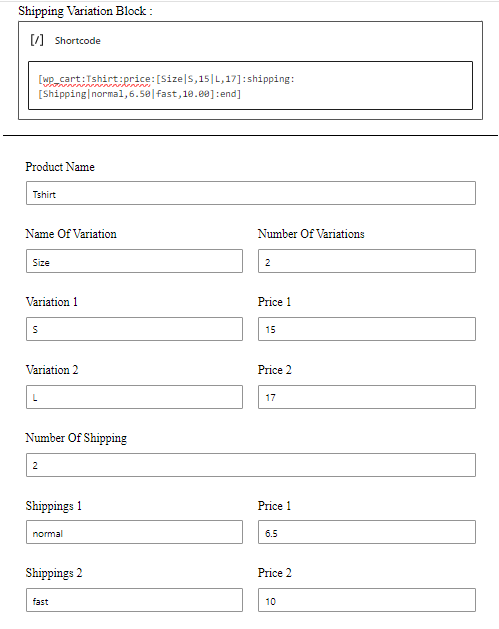 Shipping Variation Block :
[/] Shortcode
[wp_cart:Tshirt:price:[Size|S,15|L,17]:shipping:
[Shipping|normal,6.50|fast,10.00]:end]
Product Name
Tshirt
Name Of Variation Number Of Variations
Size 2
Variation 1 Price 1
S 15
Variation 2 Price 2
L 17
Number Of Shipping
2
Shippings 1 Price 1
normal 6.5
Shippings 2 Price 2
fast 10